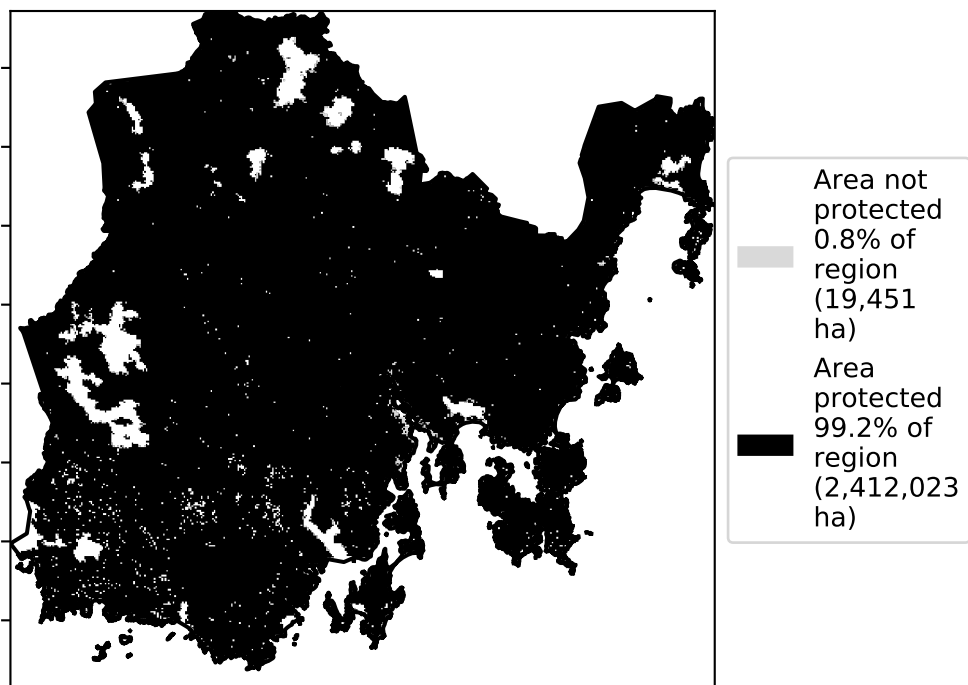 Area not
protected
0.8% of
region
(19,451
ha)
Area
protected
99.2% of
region
(2,412,023
ha)